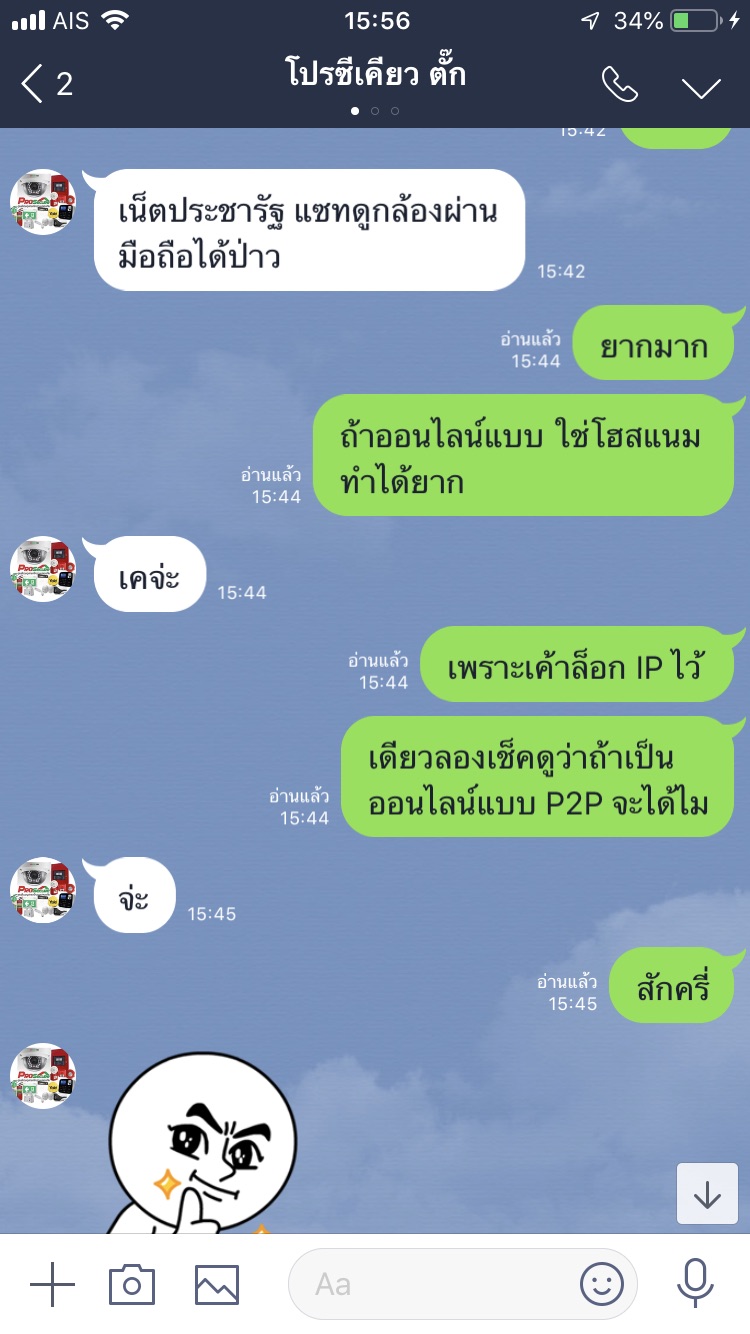 AIS 15:56 34%
2 โปรซีเคียว ตั๊ก
15:42
เน็ตประชารัฐ แซทดูกล้องผ่าน
มือถือได้ป่าว
15:42
อ่านแล้ว
15:44
ยากมาก
ถ้าออนไลน์แบบ ใช่โฮสแนม
ทำได้ยาก
อ่านแล้ว
15:44
เคจ่ะ
15:44
อ่านแล้ว
15:44
เพราะเค้าล็อก IP ไว้
เดียวลองเช็คดูว่าถ้าเป็น
ออนไลน์แบบ P2P จะได้ไม
อ่านแล้ว
15:44
จ่ะ
15:45
อ่านแล้ว
15:45
สักครี่
Aa